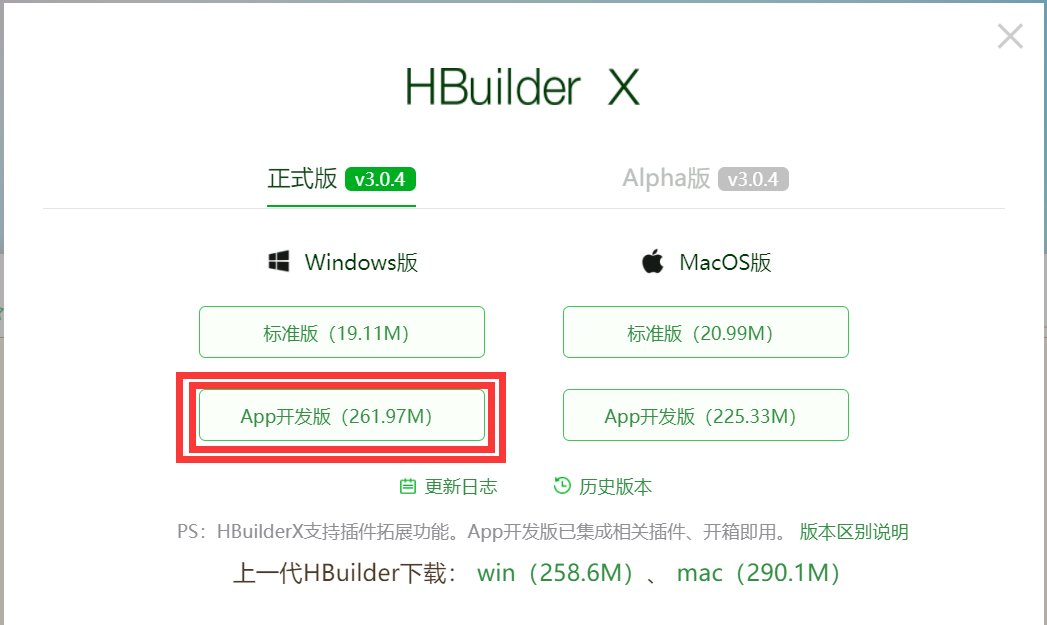 HBuilder X
正式版 v3.0.4 Alpha版 v3.0.4
Windows版 MacOS版
标准版（19.11M） 标准版（20.99M）
App开发版（261.97M） App开发版（225.33M）
更新日志 历史版本
PS：HBuilderX支持插件拓展功能。App开发版已集成相关插件、开箱即用。 版本区别说明
上一代HBuilder下载： win（258.6M） 、 mac（290.1M）